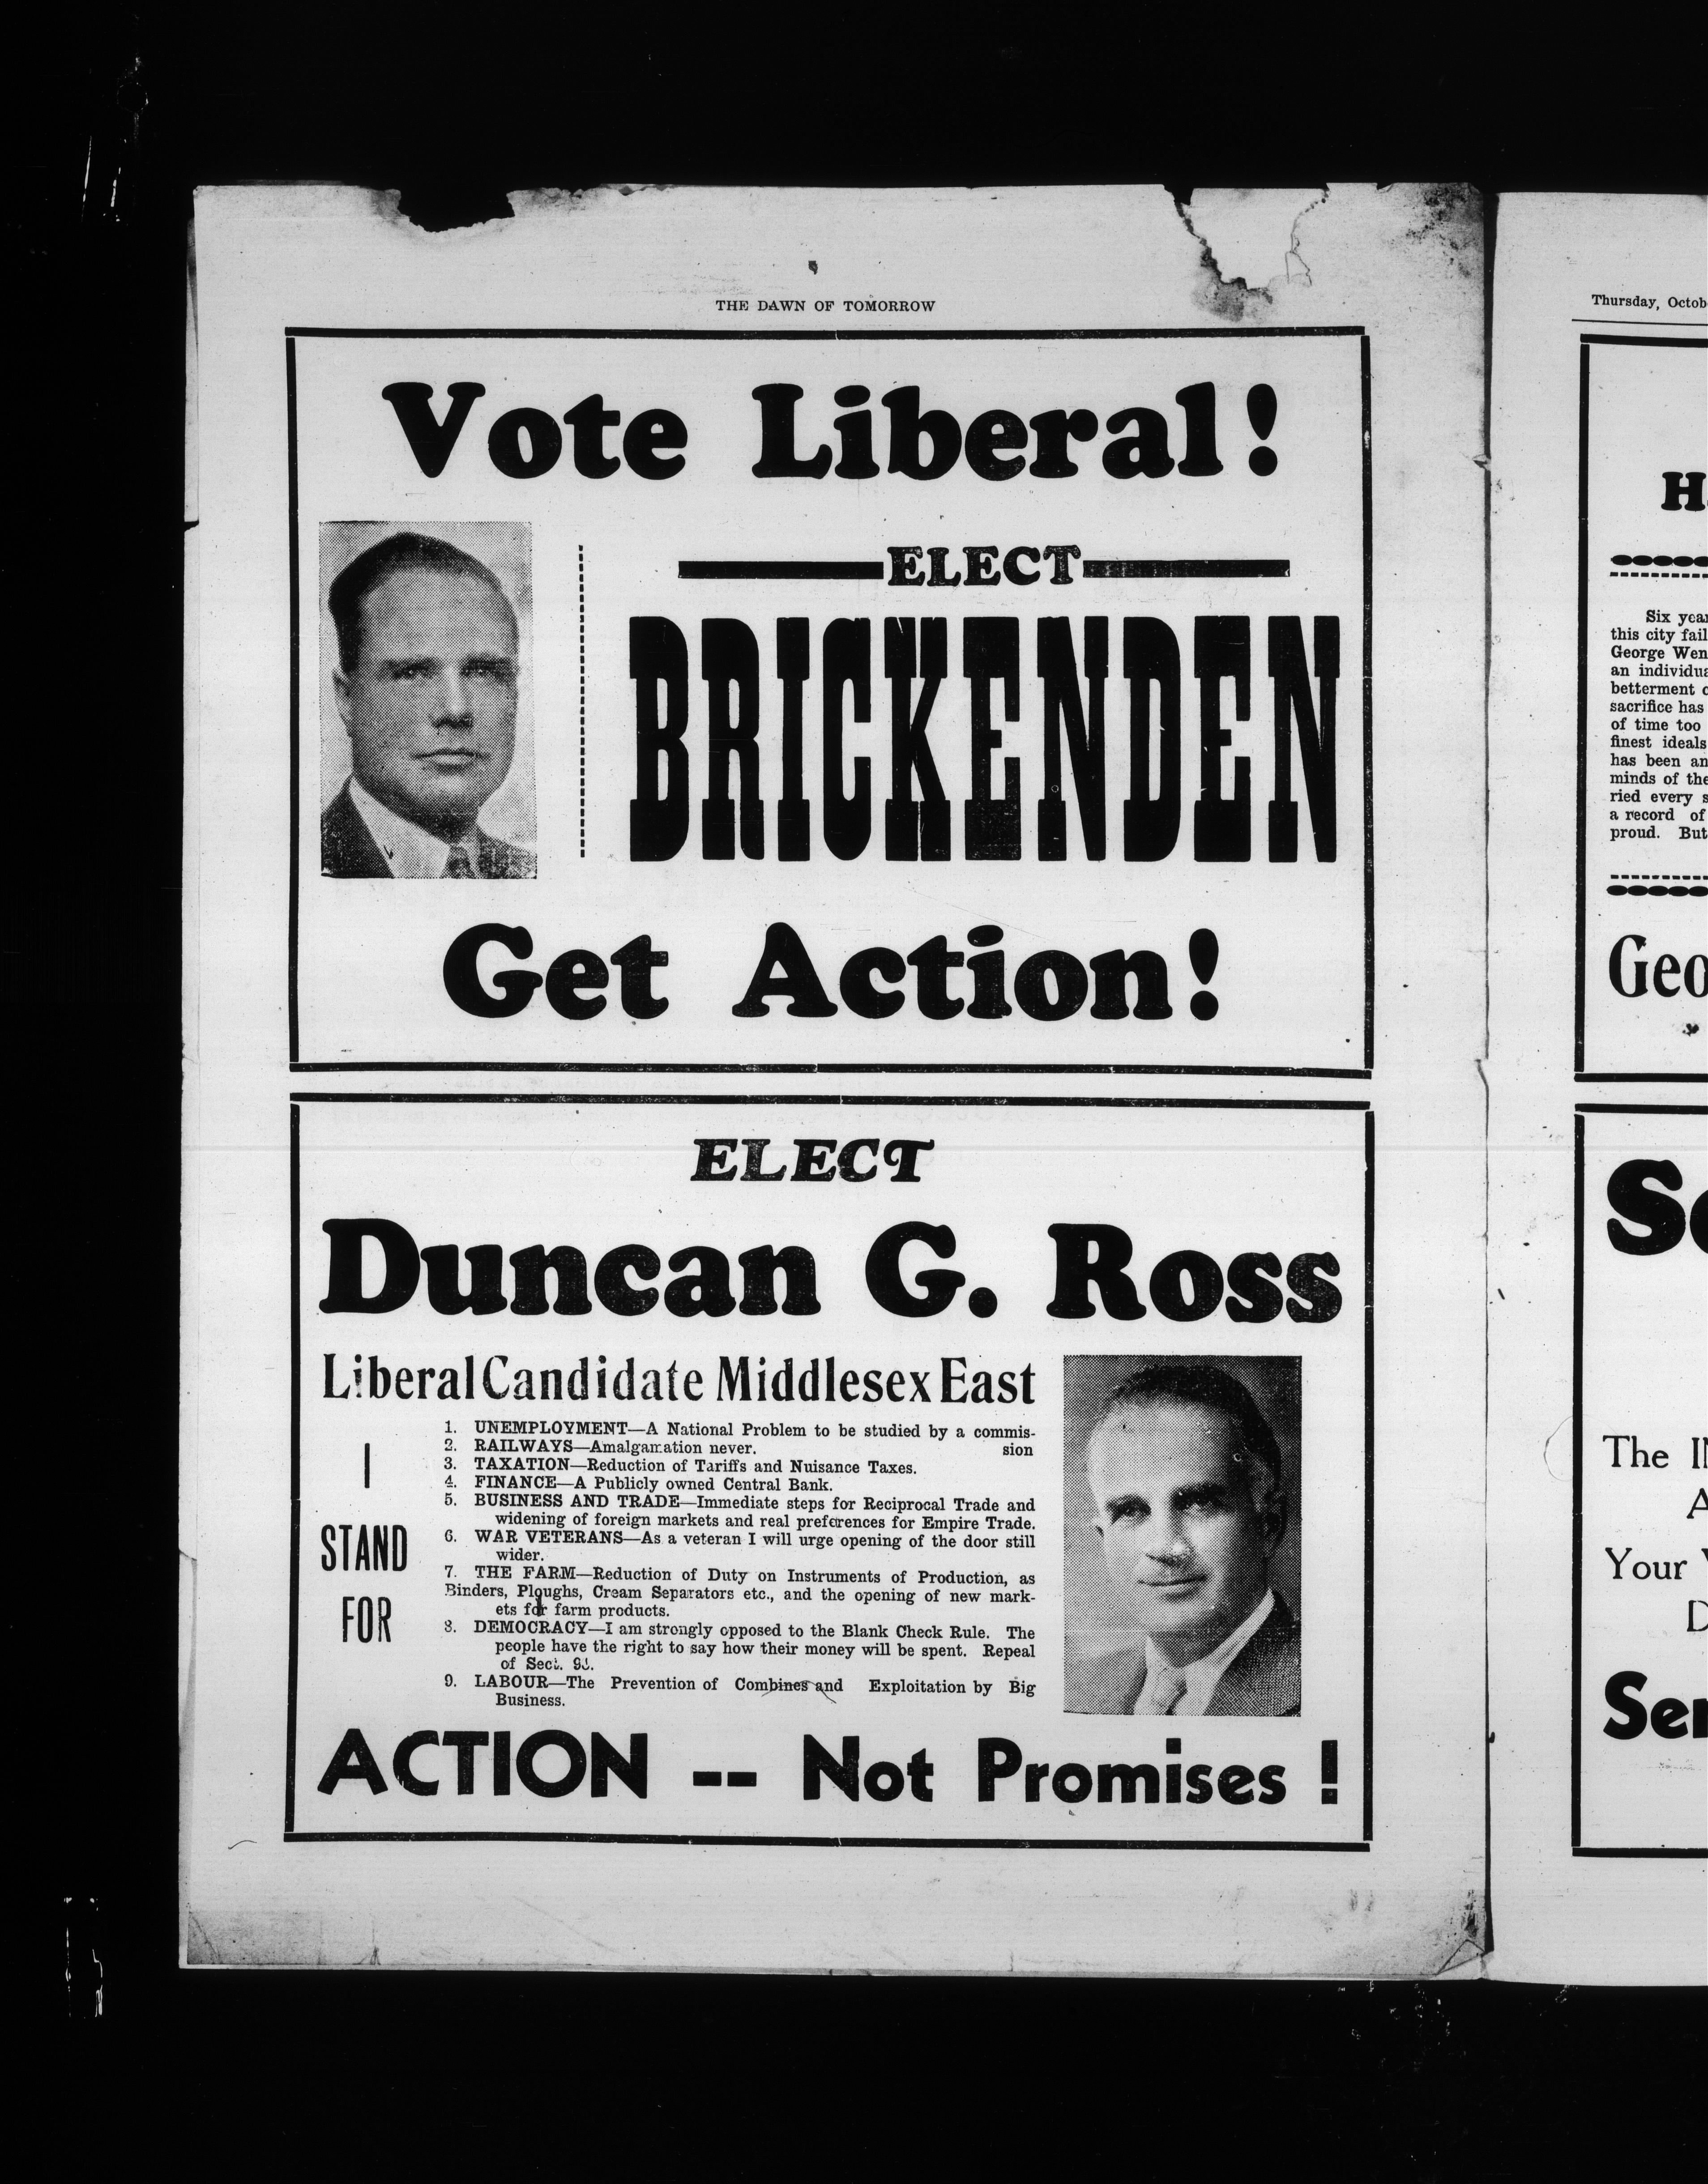 THE DAWN OF TOMORROW
Vote Liberal!
ELECT
BRICKENDEN
Get Action!
ELECT
Duncan G. Ross
Liberal Candidate Middlesex East
I
STAND
FOR
1. UNEMPLOYMENT—A National Problem to be studied by a commis-
2. RAILWAYS—Amalgamation never. sion
3. TAXATION—Reduction of Tariffs and Nuisance Taxes.
4. FINANCE—A Publicly owned Central Bank.
5. BUSINESS AND TRADE—Immediate steps for Reciprocal Trade and
widening of foreign markets and real preferences for Empire Trade.
6. WAR VETERANS—As a veteran I will urge opening of the door still
wider.
7. THE FARM—Reduction of Duty on Instruments of Production, as
Binders, Ploughs, Cream Separators etc., and the opening of new mark-
ets for farm products.
8. DEMOCRACY—I am strongly opposed to the Blank Check Rule. The
people have the right to say how their money will be spent. Repeal
of Sect. 98.
9. LABOUR—The Prevention of Combines and Exploitation by Big
Business.
ACTION -- Not Promises !
Thursday, Octob
H
Six year
this city fail
George Wen
an individua
betterment
sacrifice has
of time too
finest ideals
has been an
minds of the
ried every s
a record of
proud. But
Geo
The
Your
Ser